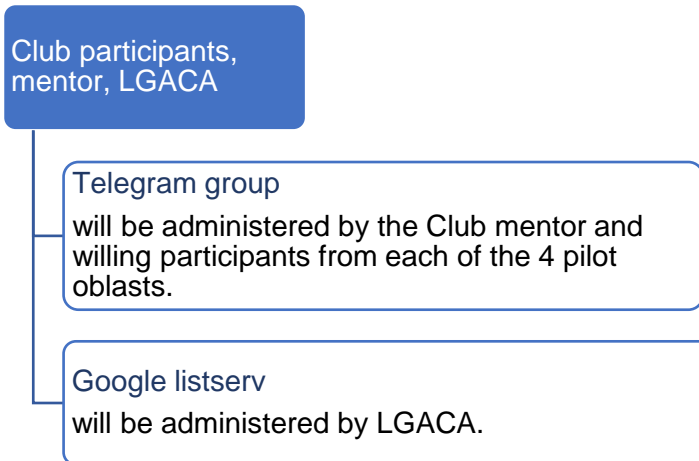 Club participants,
mentor, LGACA
Telegram group
will be administered by the Club mentor and
willing participants from each of the 4 pilot
oblasts.
Google listserv
will be administered by LGACA.